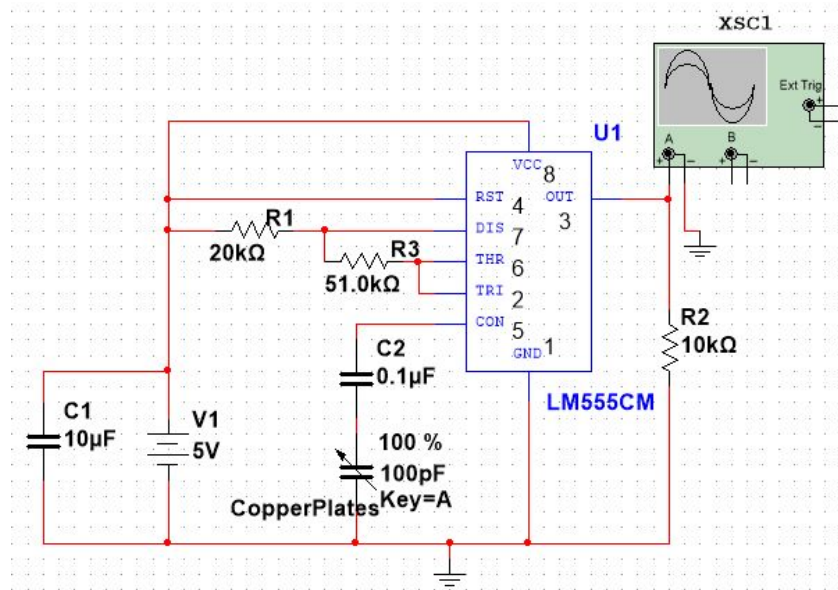 XSC1
Ext Trig
+
−
A
B
+ −
+ −
U1
VCC 8
RST 4
OUT 3
DIS 7
THR 6
TRI 2
CON 5
GND 1
LM555CM
R1
20kΩ
R3
51.0kΩ
R2
10kΩ
C2
0.1µF
C1
10µF
V1
5V
100 %
100pF
Key=A
CopperPlates